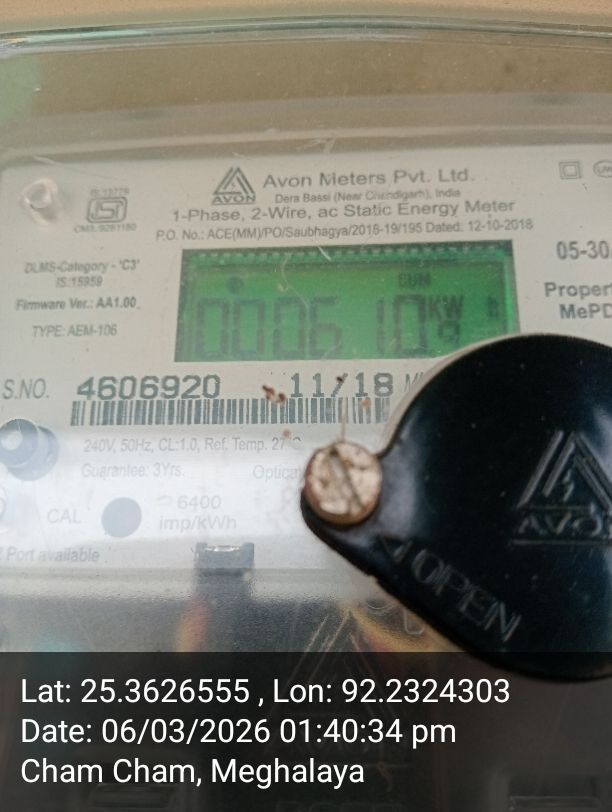 IS:13779
AVON
Avon Meters Pvt. Ltd.
Dera Bassi (Near Chandigarh), India
1-Phase, 2-Wire, ac Static Energy Meter
P.O. No.: ACE(MM)/PO/Saubhagya/2018-19/195 Dated: 12-10-2018
DLMS-Category - 'C3'
IS:15959
Firmware Ver.: AA1.00
TYPE: AEM-106
05-30
CUM
KW
S.NO. 4606920 11/18
240V, 50Hz, CL:1.0, Ref. Temp. 27°C
Guarantee: 3Yrs. Optical
CAL
6400
imp/kWh
Port available
AVON
OPEN
Lat: 25.3626555 , Lon: 92.2324303
Date: 06/03/2026 01:40:34 pm
Cham Cham, Meghalaya